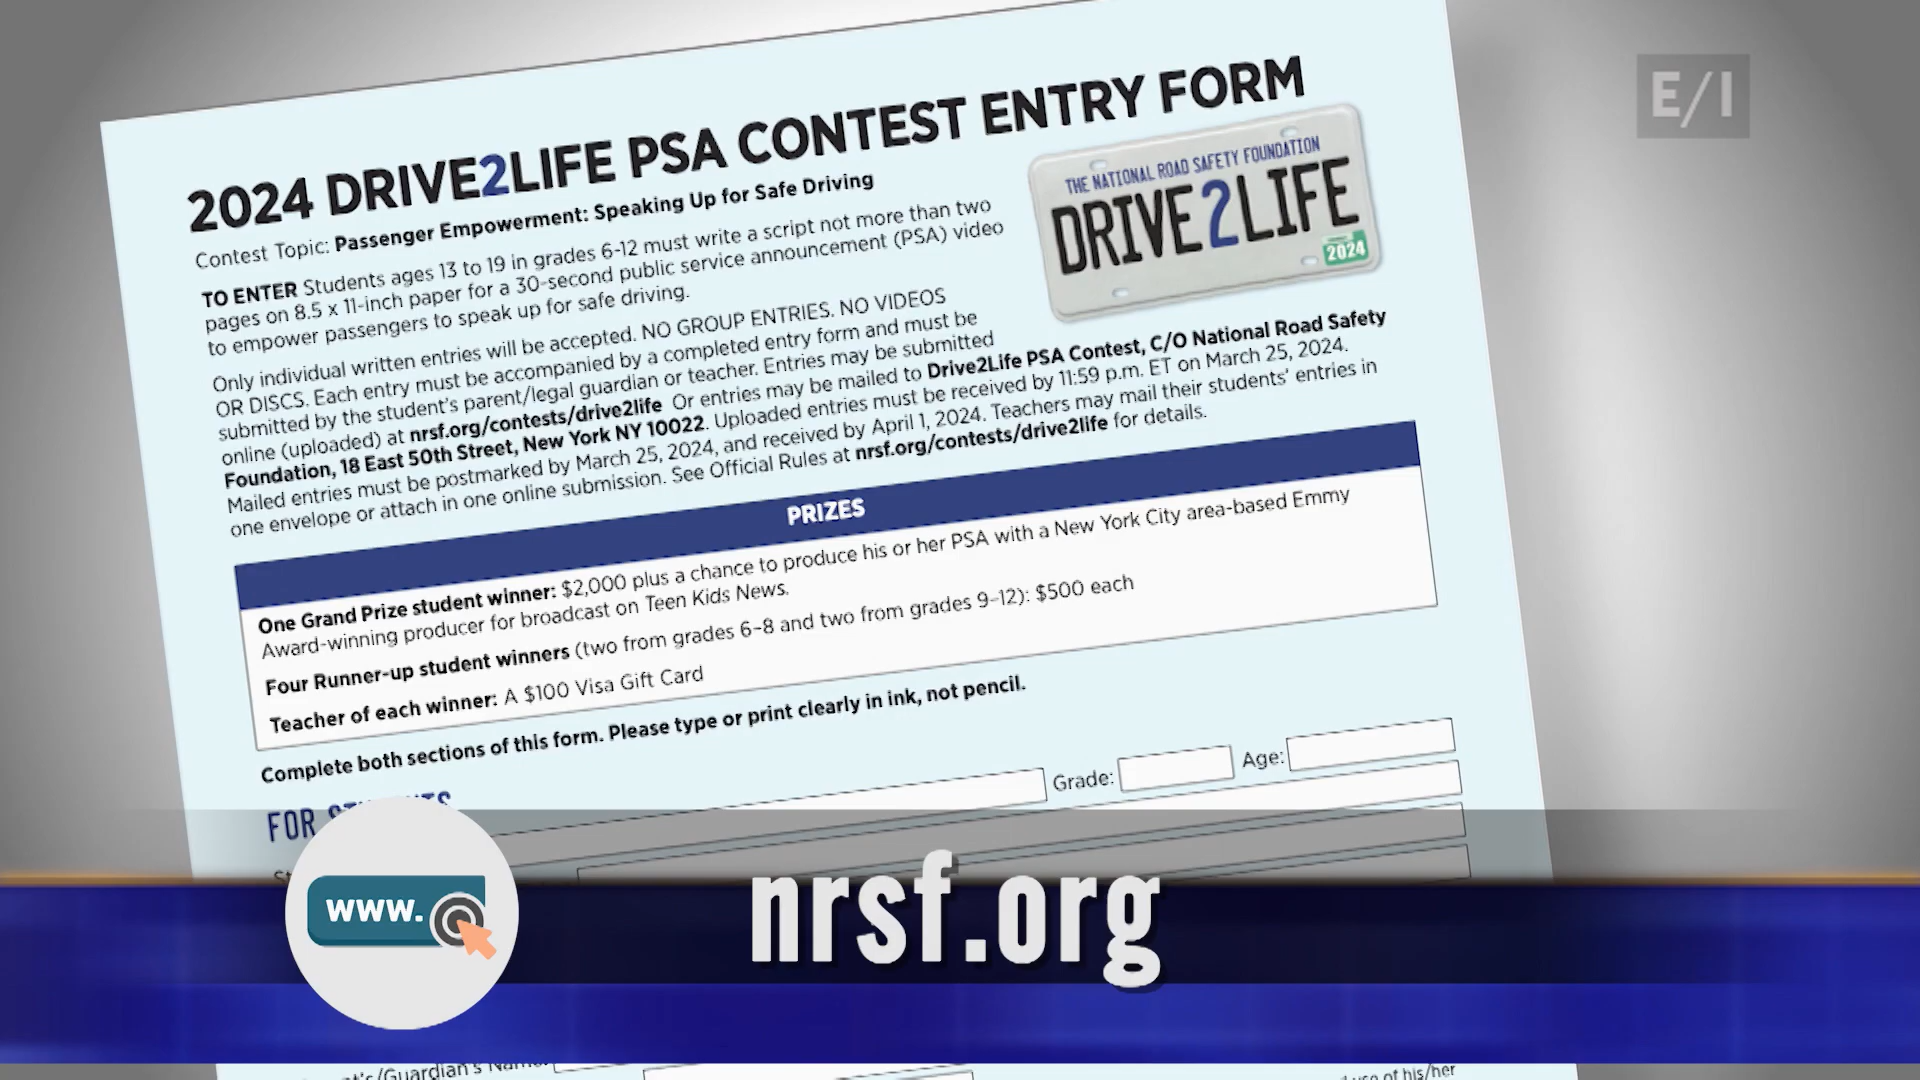 E/I
2024 DRIVE2LIFE PSA CONTEST ENTRY FORM
Contest Topic: Passenger Empowerment: Speaking Up for Safe Driving
THE NATIONAL ROAD SAFETY FOUNDATION
DRIVE2LIFE
2024
TO ENTER Students ages 13 to 19 in grades 6-12 must write a script not more than two
pages on 8.5 x 11-inch paper for a 30-second public service announcement (PSA) video
to empower passengers to speak up for safe driving.
Only individual written entries will be accepted. NO GROUP ENTRIES. NO VIDEOS
OR DISCS. Each entry must be accompanied by a completed entry form and must be
submitted by the student's parent/legal guardian or teacher. Entries may be submitted
online (uploaded) at nrsf.org/contests/drive2life Or entries may be mailed to Drive2Life PSA Contest, C/O National Road Safety
Foundation, 18 East 50th Street, New York NY 10022. Uploaded entries must be received by 11:59 p.m. ET on March 25, 2024.
Mailed entries must be postmarked by March 25, 2024, and received by April 1, 2024. Teachers may mail their students' entries in
one envelope or attach in one online submission. See Official Rules at nrsf.org/contests/drive2life for details.
PRIZES
One Grand Prize student winner: $2,000 plus a chance to produce his or her PSA with a New York City area-based Emmy
Award-winning producer for broadcast on Teen Kids News.
Four Runner-up student winners (two from grades 6-8 and two from grades 9-12): $500 each
Teacher of each winner: A $100 Visa Gift Card
Complete both sections of this form. Please type or print clearly in ink, not pencil.
FOR
Grade: Age:
www.
nrsf.org
of his/her